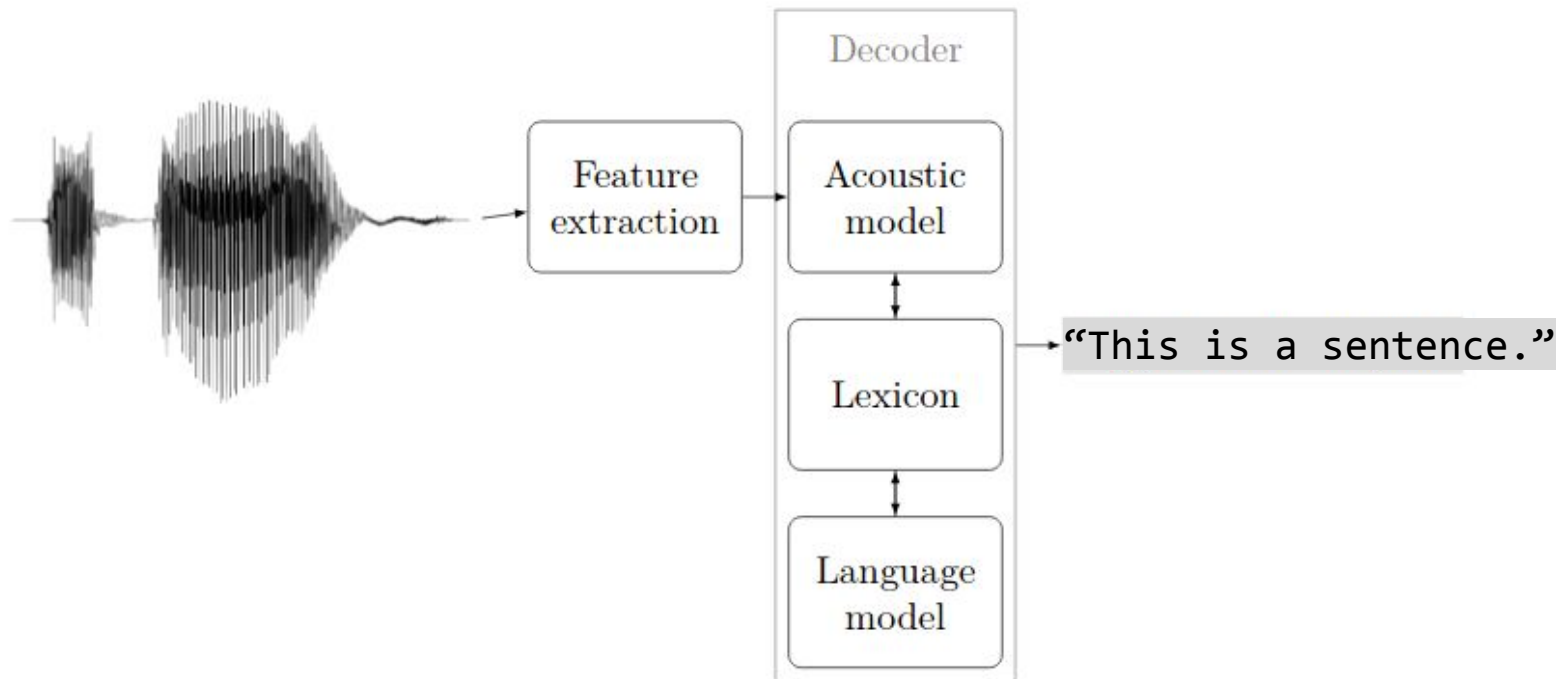 Decoder
Feature
extraction
Acoustic
model
Lexicon
“This is a sentence.”
Language
model